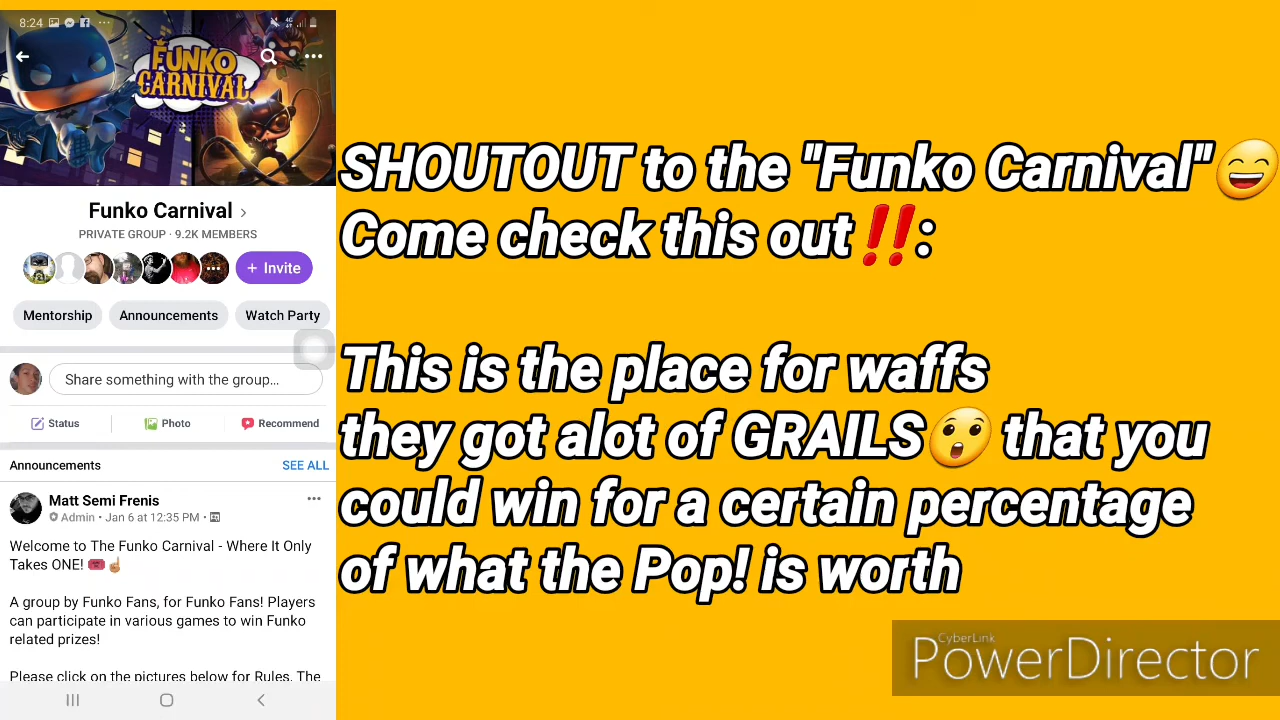 8:24
FUNKO
CARNIVAL
Funko Carnival
PRIVATE GROUP · 9.2K MEMBERS
+ Invite
Mentorship
Announcements
Watch Party
Share something with the group...
Status
Photo
Recommend
Announcements
SEE ALL
Matt Semi Frenis
Admin • Jan 6 at 12:35 PM •
Welcome to The Funko Carnival - Where It Only
Takes ONE! 🎟️☝🏽
A group by Funko Fans, for Funko Fans! Players
can participate in various games to win Funko
related prizes!
Please click on the pictures below for Rules. The
SHOUTOUT to the "Funko Carnival"😄
Come check this out‼️:
This is the place for waffs
they got alot of GRAILS😲 that you
could win for a certain percentage
of what the Pop! is worth
CyberLink
PowerDirector